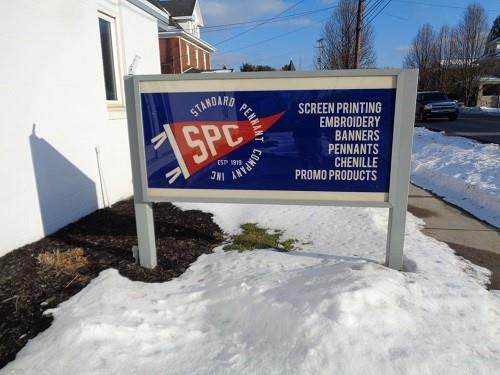 STANDARD PENNANT COMPANY INC
SPC
EST. 1919
SCREEN PRINTING
EMBROIDERY
BANNERS
PENNANTS
CHENILLE
PROMO PRODUCTS